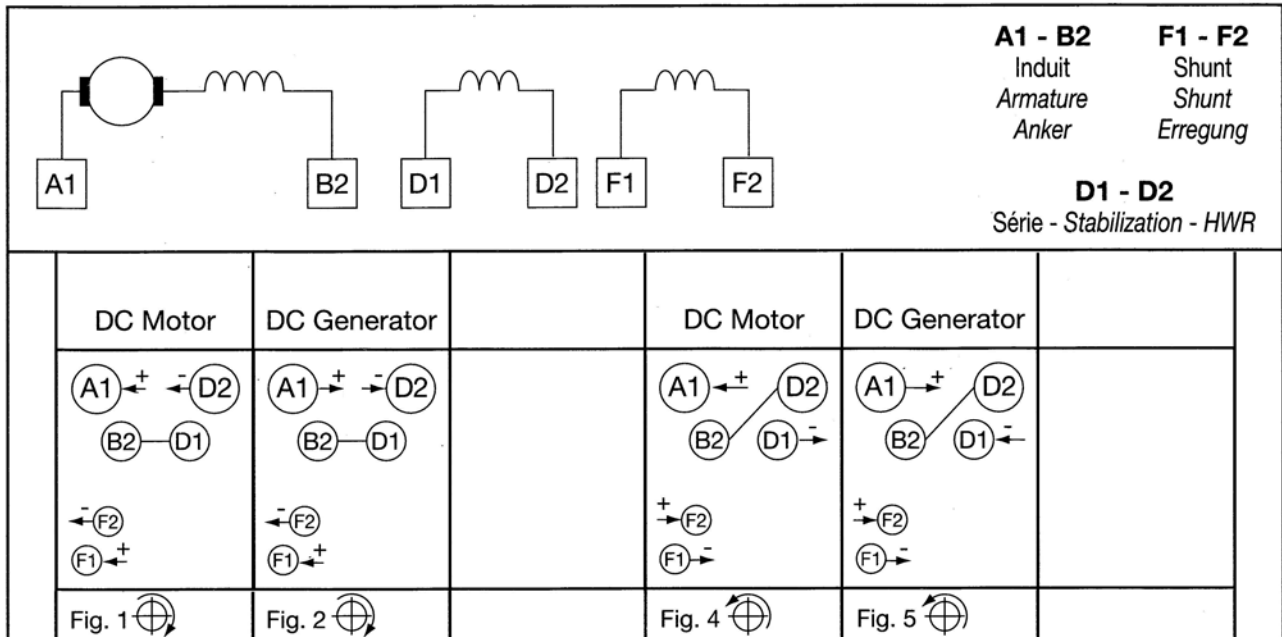 A1 - B2 F1 - F2
Induit Shunt
Armature Shunt
Anker Erregung
A1 B2 D1 D2 F1 F2
D1 - D2
Série - Stabilization - HWR
DC Motor DC Generator DC Motor DC Generator
A1 + - D2 A1 + - D2 A1 + D2 A1 + D2
B2 D1 B2 D1 B2 D1 - B2 D1 -
- F2 - F2 + F2 + F2
F1 + F1 + F1 - F1 -
Fig. 1 Fig. 2 Fig. 4 Fig. 5